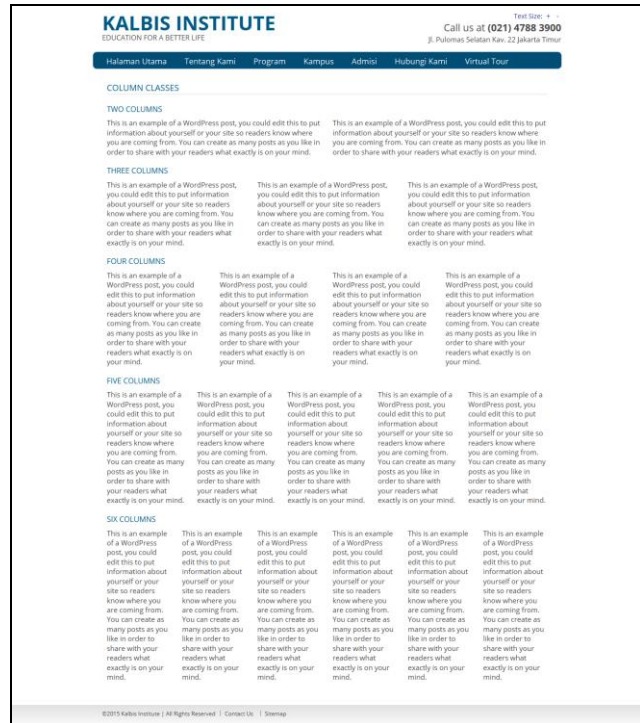 KALBIS INSTITUTE
EDUCATION FOR A BETTER LIFE
Text Size: + -
Call us at (021) 4788 3900
Jl. Pulomas Selatan Kav. 22 Jakarta Timur
Halaman Utama Tentang Kami Program Kampus Admisi Hubungi Kami Virtual Tour
COLUMN CLASSES
TWO COLUMNS
This is an example of a WordPress post, you could edit this to put
information about yourself or your site so readers know where
you are coming from. You can create as many posts as you like in
order to share with your readers what exactly is on your mind.
This is an example of a WordPress post, you could edit this to put
information about yourself or your site so readers know where
you are coming from. You can create as many posts as you like in
order to share with your readers what exactly is on your mind.
THREE COLUMNS
This is an example of a WordPress post,
you could edit this to put information
about yourself or your site so readers
know where you are coming from. You
can create as many posts as you like in
order to share with your readers what
exactly is on your mind.
This is an example of a WordPress post,
you could edit this to put information
about yourself or your site so readers
know where you are coming from. You
can create as many posts as you like in
order to share with your readers what
exactly is on your mind.
This is an example of a WordPress post,
you could edit this to put information
about yourself or your site so readers
know where you are coming from. You
can create as many posts as you like in
order to share with your readers what
exactly is on your mind.
FOUR COLUMNS
This is an example of a
WordPress post, you could
edit this to put information
about yourself or your site so
readers know where you are
coming from. You can create
as many posts as you like in
order to share with your
readers what exactly is on
your mind.
This is an example of a
WordPress post, you could
edit this to put information
about yourself or your site so
readers know where you are
coming from. You can create
as many posts as you like in
order to share with your
readers what exactly is on
your mind.
This is an example of a
WordPress post, you could
edit this to put information
about yourself or your site so
readers know where you are
coming from. You can create
as many posts as you like in
order to share with your
readers what exactly is on
your mind.
This is an example of a
WordPress post, you could
edit this to put information
about yourself or your site so
readers know where you are
coming from. You can create
as many posts as you like in
order to share with your
readers what exactly is on
your mind.
FIVE COLUMNS
This is an example of a
WordPress post, you
could edit this to put
information about
yourself or your site so
readers know where
you are coming from.
You can create as many
posts as you like in
order to share with
your readers what
exactly is on your mind.
This is an example of a
WordPress post, you
could edit this to put
information about
yourself or your site so
readers know where
you are coming from.
You can create as many
posts as you like in
order to share with
your readers what
exactly is on your mind.
This is an example of a
WordPress post, you
could edit this to put
information about
yourself or your site so
readers know where
you are coming from.
You can create as many
posts as you like in
order to share with
your readers what
exactly is on your mind.
This is an example of a
WordPress post, you
could edit this to put
information about
yourself or your site so
readers know where
you are coming from.
You can create as many
posts as you like in
order to share with
your readers what
exactly is on your mind.
This is an example of a
WordPress post, you
could edit this to put
information about
yourself or your site so
readers know where
you are coming from.
You can create as many
posts as you like in
order to share with
your readers what
exactly is on your mind.
SIX COLUMNS
This is an example
of a WordPress
post, you could
edit this to put
information about
yourself or your
site so readers
know where you
are coming from.
You can create as
many posts as you
like in order to
share with your
readers what
exactly is on your
mind.
This is an example
of a WordPress
post, you could
edit this to put
information about
yourself or your
site so readers
know where you
are coming from.
You can create as
many posts as you
like in order to
share with your
readers what
exactly is on your
mind.
This is an example
of a WordPress
post, you could
edit this to put
information about
yourself or your
site so readers
know where you
are coming from.
You can create as
many posts as you
like in order to
share with your
readers what
exactly is on your
mind.
This is an example
of a WordPress
post, you could
edit this to put
information about
yourself or your
site so readers
know where you
are coming from.
You can create as
many posts as you
like in order to
share with your
readers what
exactly is on your
mind.
This is an example
of a WordPress
post, you could
edit this to put
information about
yourself or your
site so readers
know where you
are coming from.
You can create as
many posts as you
like in order to
share with your
readers what
exactly is on your
mind.
This is an example
of a WordPress
post, you could
edit this to put
information about
yourself or your
site so readers
know where you
are coming from.
You can create as
many posts as you
like in order to
share with your
readers what
exactly is on your
mind.
©2015 Kalbis Institute | All Rights Reserved | Contact Us | Sitemap